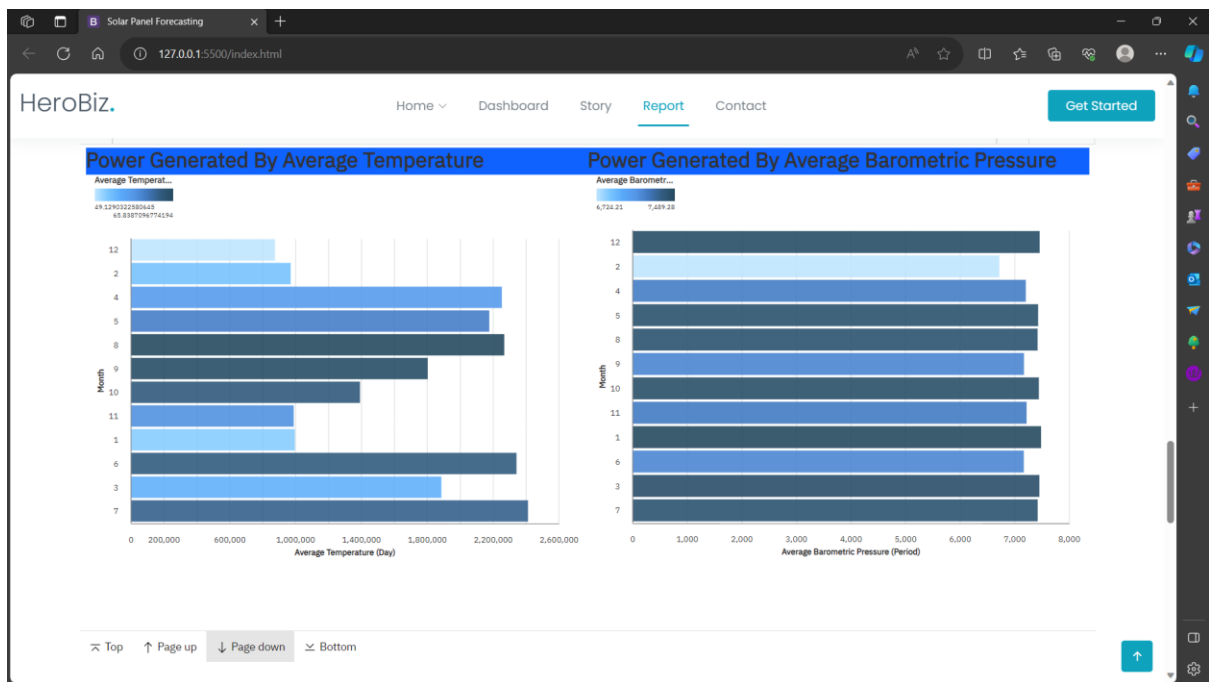 Solar Panel Forecasting
127.0.0.1:5500/index.html
HeroBiz.
Home Dashboard Story Report Contact
Get Started
Power Generated By Average Temperature
Average Temperat...
49.1290322580645
65.8387096774194
Month
12
2
4
5
8
9
10
11
1
6
3
7
0 200,000 600,000 1,000,000 1,400,000 1,800,000 2,200,000 2,600,000
Average Temperature (Day)
Power Generated By Average Barometric Pressure
Average Barometr...
6,724.21 7,489.28
Month
12
2
4
5
8
9
10
11
1
6
3
7
0 1,000 2,000 3,000 4,000 5,000 6,000 7,000 8,000
Average Barometric Pressure (Period)
Top Page up Page down Bottom